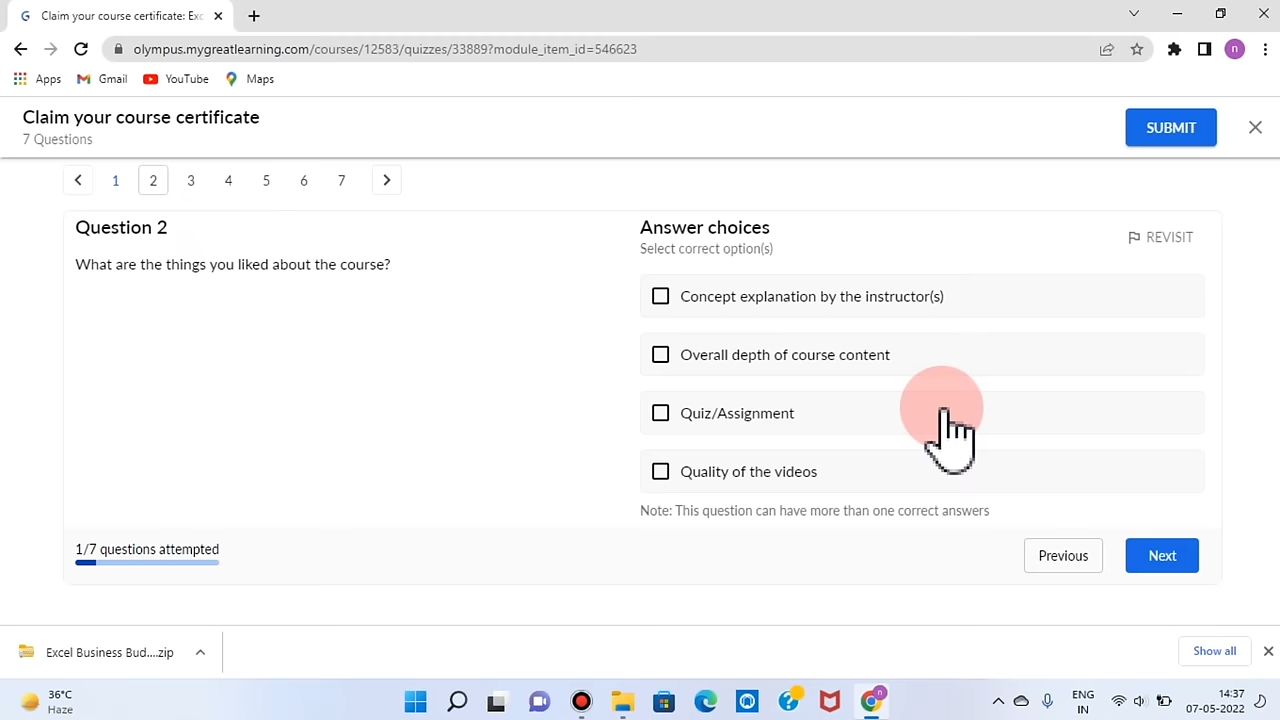 Claim your course certificate: Exc
olympus.mygreatlearning.com/courses/12583/quizzes/33889?module_item_id=546623
n
Apps
Gmail
YouTube
Maps
Claim your course certificate
7 Questions
SUBMIT
1
2
3
4
5
6
7
Question 2
What are the things you liked about the course?
Answer choices
Select correct option(s)
REVISIT
Concept explanation by the instructor(s)
Overall depth of course content
Quiz/Assignment
Quality of the videos
Note: This question can have more than one correct answers
1/7 questions attempted
Previous
Next
Excel Business Bud....zip
Show all
36°C
Haze
ENG
IN
14:37
07-05-2022